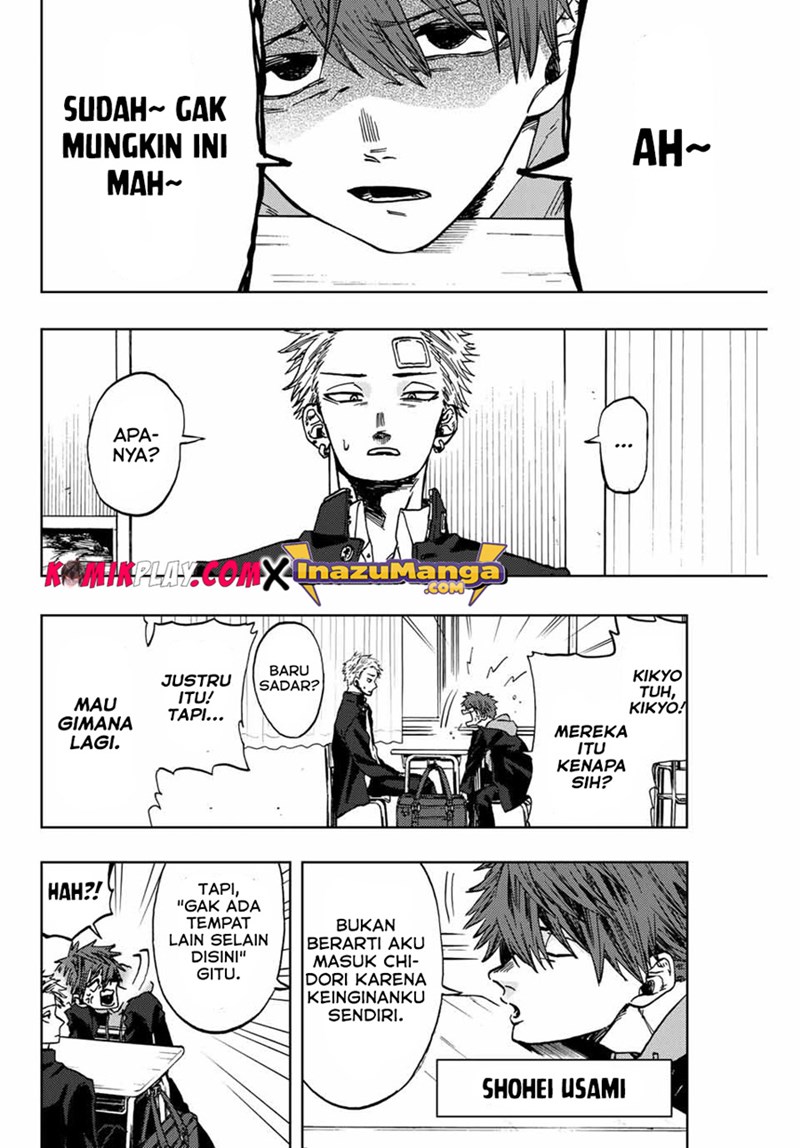 AH~
SUDAH~ GAK
MUNGKIN INI
MAH~
...
APA-
NYA?
KOMIKPLAY.COM X INAZUMANGA.COM
KIKYO
TUH,
KIKYO!
MEREKA
ITU
KENAPA
SIH?
BARU
SADAR?
JUSTRU
ITU!
TAPI...
MAU
GIMANA
LAGI.
BUKAN
BERARTI AKU
MASUK CHI-
DORI KARENA
KEINGINANKU
SENDIRI.
SHOHEI USAMI
TAPI,
"GAK ADA
TEMPAT
LAIN SELAIN
DISINI"
GITU.
HAH?!